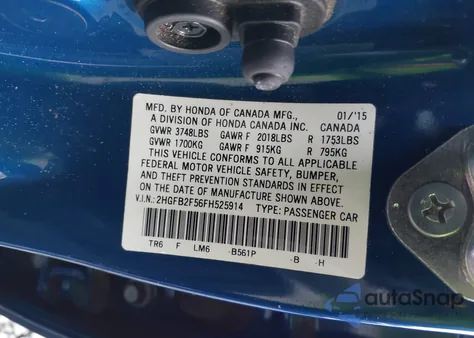 MFD. BY HONDA OF CANADA MFG., 01/'15
A DIVISION OF HONDA CANADA INC. CANADA
GVWR 3748LBS GAWR F 2018LBS R 1753LBS
GVWR 1700KG GAWR F 915KG R 795KG
THIS VEHICLE CONFORMS TO ALL APPLICABLE
FEDERAL MOTOR VEHICLE SAFETY, BUMPER,
AND THEFT PREVENTION STANDARDS IN EFFECT
ON THE DATE OF MANUFACTURE SHOWN ABOVE.
V.I.N.: 2HGFB2F56FH525914 TYPE: PASSENGER CAR
TR6 F LM6 -B561P -B -H
autaSnap